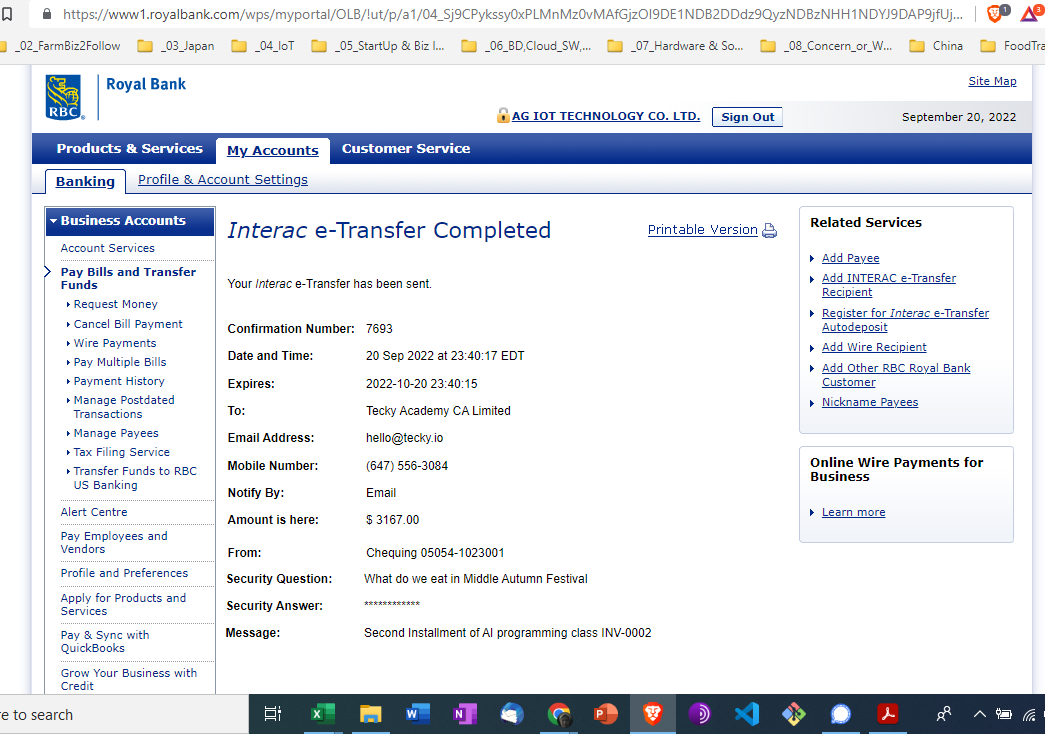 https://www1.royalbank.com/wps/myportal/OLB/!ut/p/a1/04_Sj9CPykssy0xPLMnMz0vMAfGjzOI9DE1NDB2DDdz9QyzNDBzNHH1NDYJ9DAP9jfUj... 1 3
_02_FarmBiz2Follow _03_Japan _04_IoT _05_StartUp & Biz I... _06_BD,Cloud_SW,... _07_Hardware & So... _08_Concern_or_W... China FoodTra
RBC Royal Bank
Site Map
AG IOT TECHNOLOGY CO. LTD. Sign Out September 20, 2022
Products & Services My Accounts Customer Service
Banking Profile & Account Settings
Business Accounts
Account Services
Pay Bills and Transfer
Funds
Request Money
Cancel Bill Payment
Wire Payments
Pay Multiple Bills
Payment History
Manage Postdated
Transactions
Manage Payees
Tax Filing Service
Transfer Funds to RBC
US Banking
Alert Centre
Pay Employees and
Vendors
Profile and Preferences
Apply for Products and
Services
Pay & Sync with
QuickBooks
Grow Your Business with
Credit
Interac e-Transfer Completed
Printable Version
Your Interac e-Transfer has been sent.
Confirmation Number: 7693
Date and Time: 20 Sep 2022 at 23:40:17 EDT
Expires: 2022-10-20 23:40:15
To: Tecky Academy CA Limited
Email Address: hello@tecky.io
Mobile Number: (647) 556-3084
Notify By: Email
Amount is here: $ 3167.00
From: Chequing 05054-1023001
Security Question: What do we eat in Middle Autumn Festival
Security Answer: ************
Message: Second Installment of AI programming class INV-0002
Related Services
Add Payee
Add INTERAC e-Transfer
Recipient
Register for Interac e-Transfer
Autodeposit
Add Wire Recipient
Add Other RBC Royal Bank
Customer
Nickname Payees
Online Wire Payments for
Business
Learn more
re to search